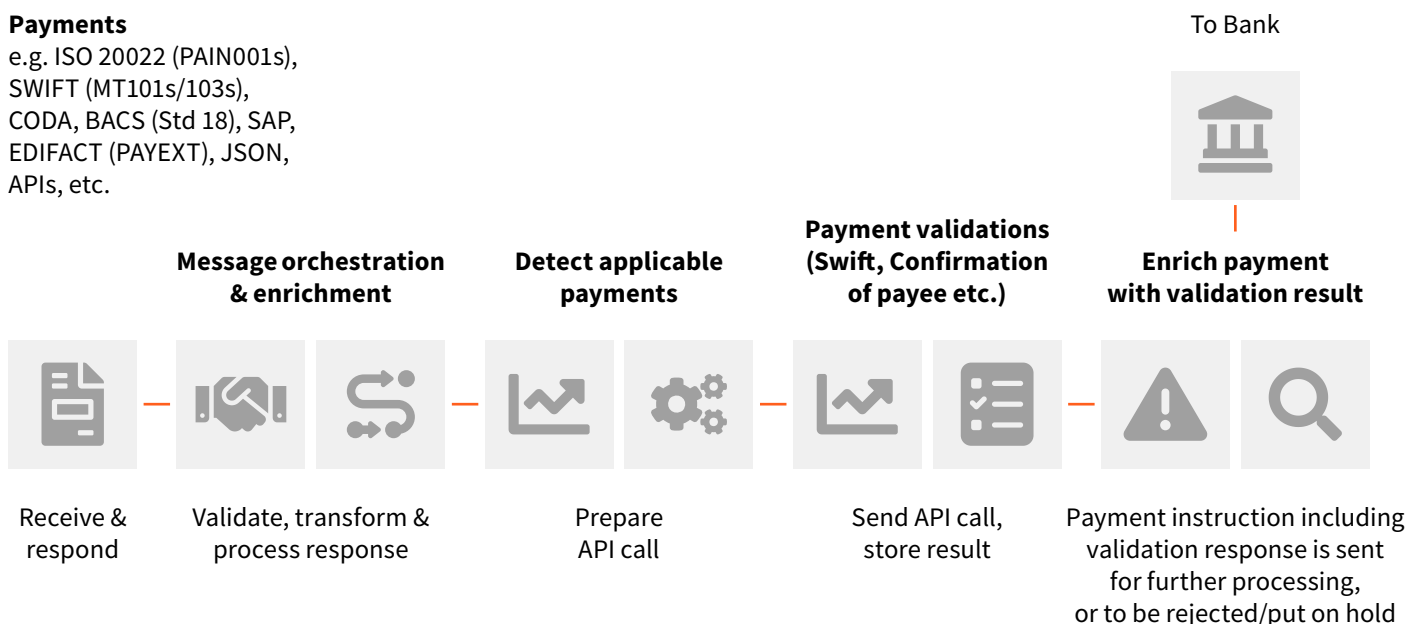 Payments
e.g. ISO 20022 (PAIN001s),
SWIFT (MT101s/103s),
CODA, BACS (Std 18), SAP,
EDIFACT (PAYEXT), JSON,
APIs, etc.
To Bank
Message orchestration
& enrichment
Detect applicable
payments
Payment validations
(Swift, Confirmation
of payee etc.)
Enrich payment
with validation result
Receive &
respond
Validate, transform &
process response
Prepare
API call
Send API call,
store result
Payment instruction including
validation response is sent
for further processing,
or to be rejected/put on hold